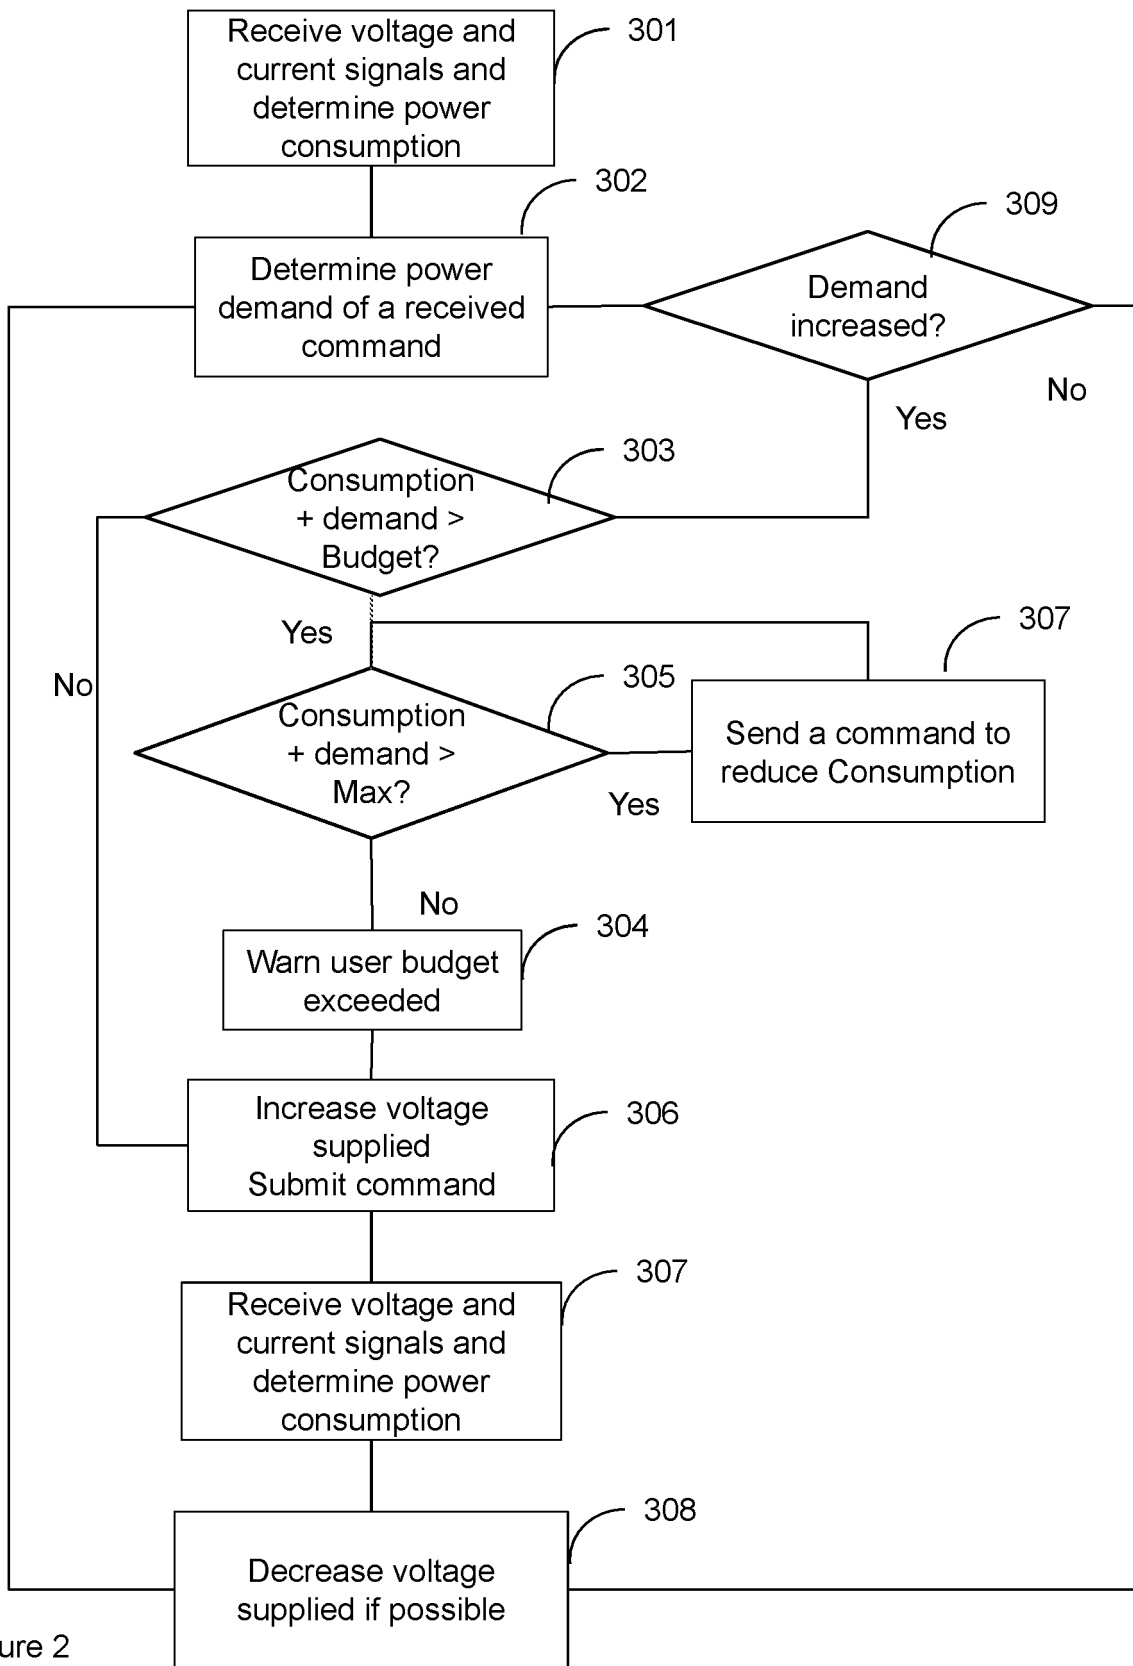 Receive voltage and
current signals and
determine power
consumption
301
302
Determine power
demand of a received
command
309
Demand
increased?
No
Yes
303
Consumption
+ demand >
Budget?
Yes
No
307
Send a command to
reduce Consumption
305
Consumption
+ demand >
Max?
Yes
No
304
Warn user budget
exceeded
306
Increase voltage
supplied
Submit command
307
Receive voltage and
current signals and
determine power
consumption
308
Decrease voltage
supplied if possible
ure 2